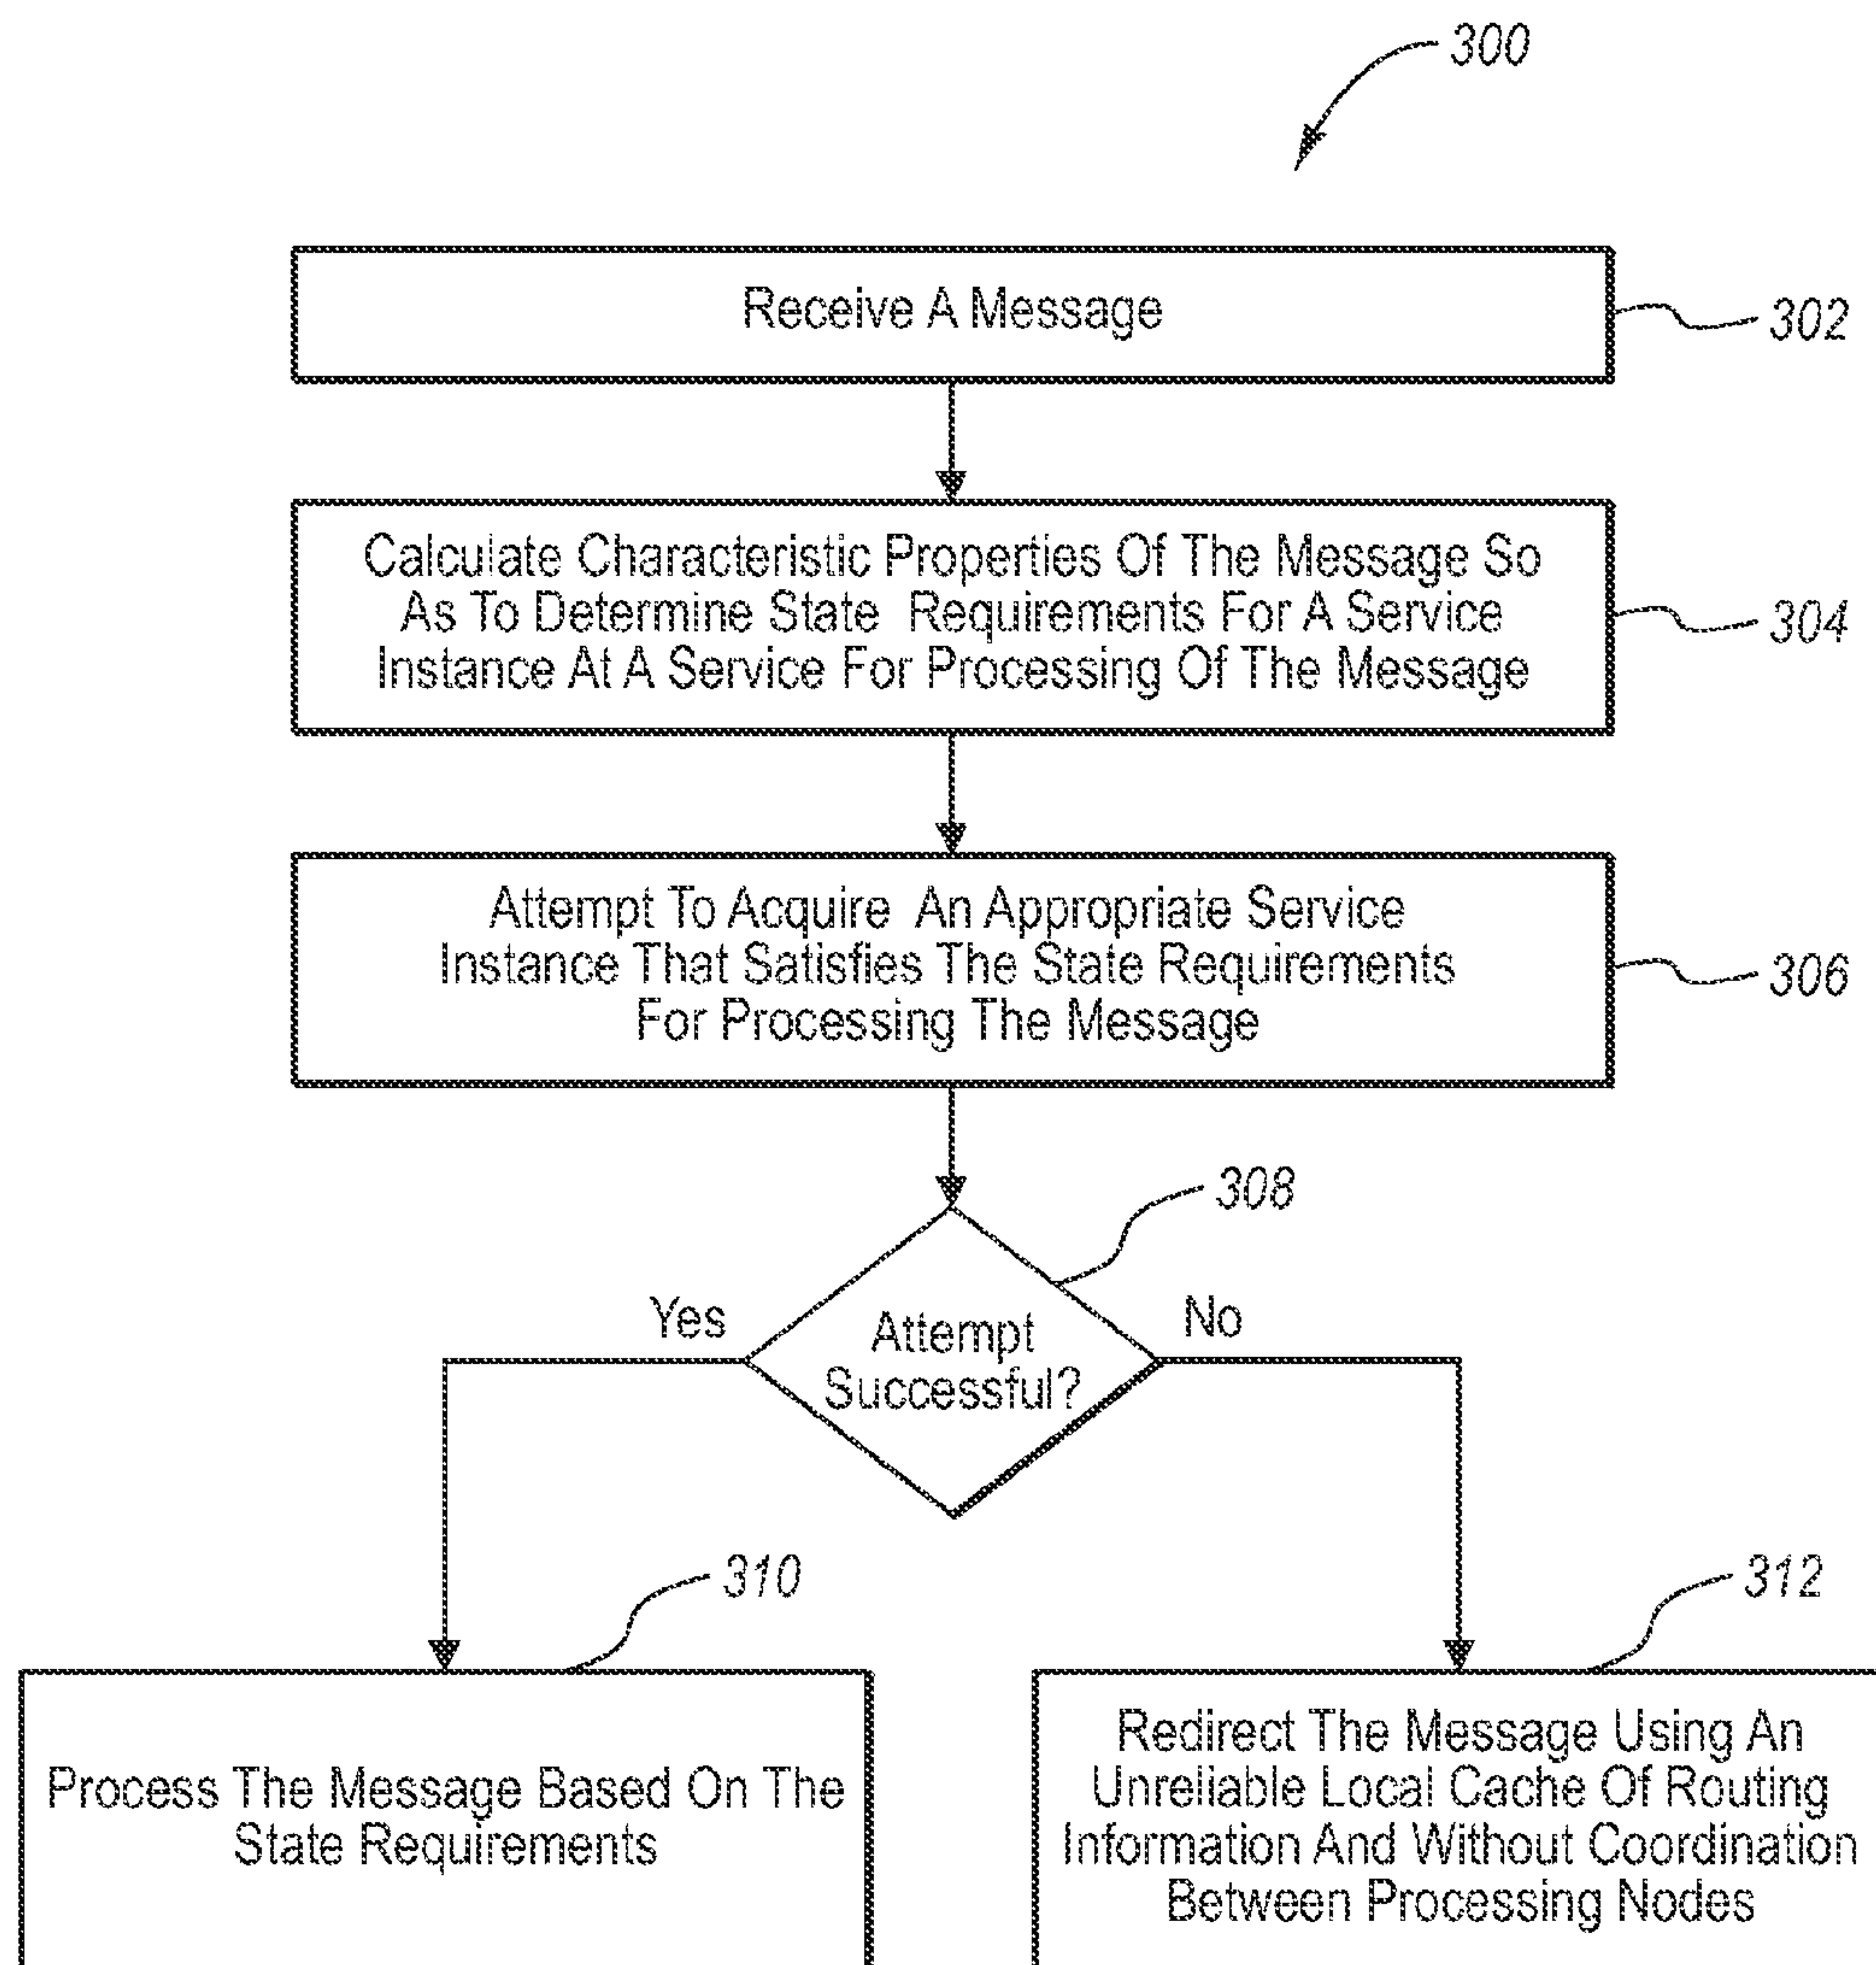 300
Receive A Message
302
Calculate Characteristic Properties Of The Message So
As To Determine State Requirements For A Service
Instance At A Service For Processing Of The Message
304
Attempt To Acquire An Appropriate Service
Instance That Satisfies The State Requirements
For Processing The Message
306
308
Yes
No
Attempt
Successful?
310
312
Process The Message Based On The
State Requirements
Redirect The Message Using An
Unreliable Local Cache Of Routing
Information And Without Coordination
Between Processing Nodes